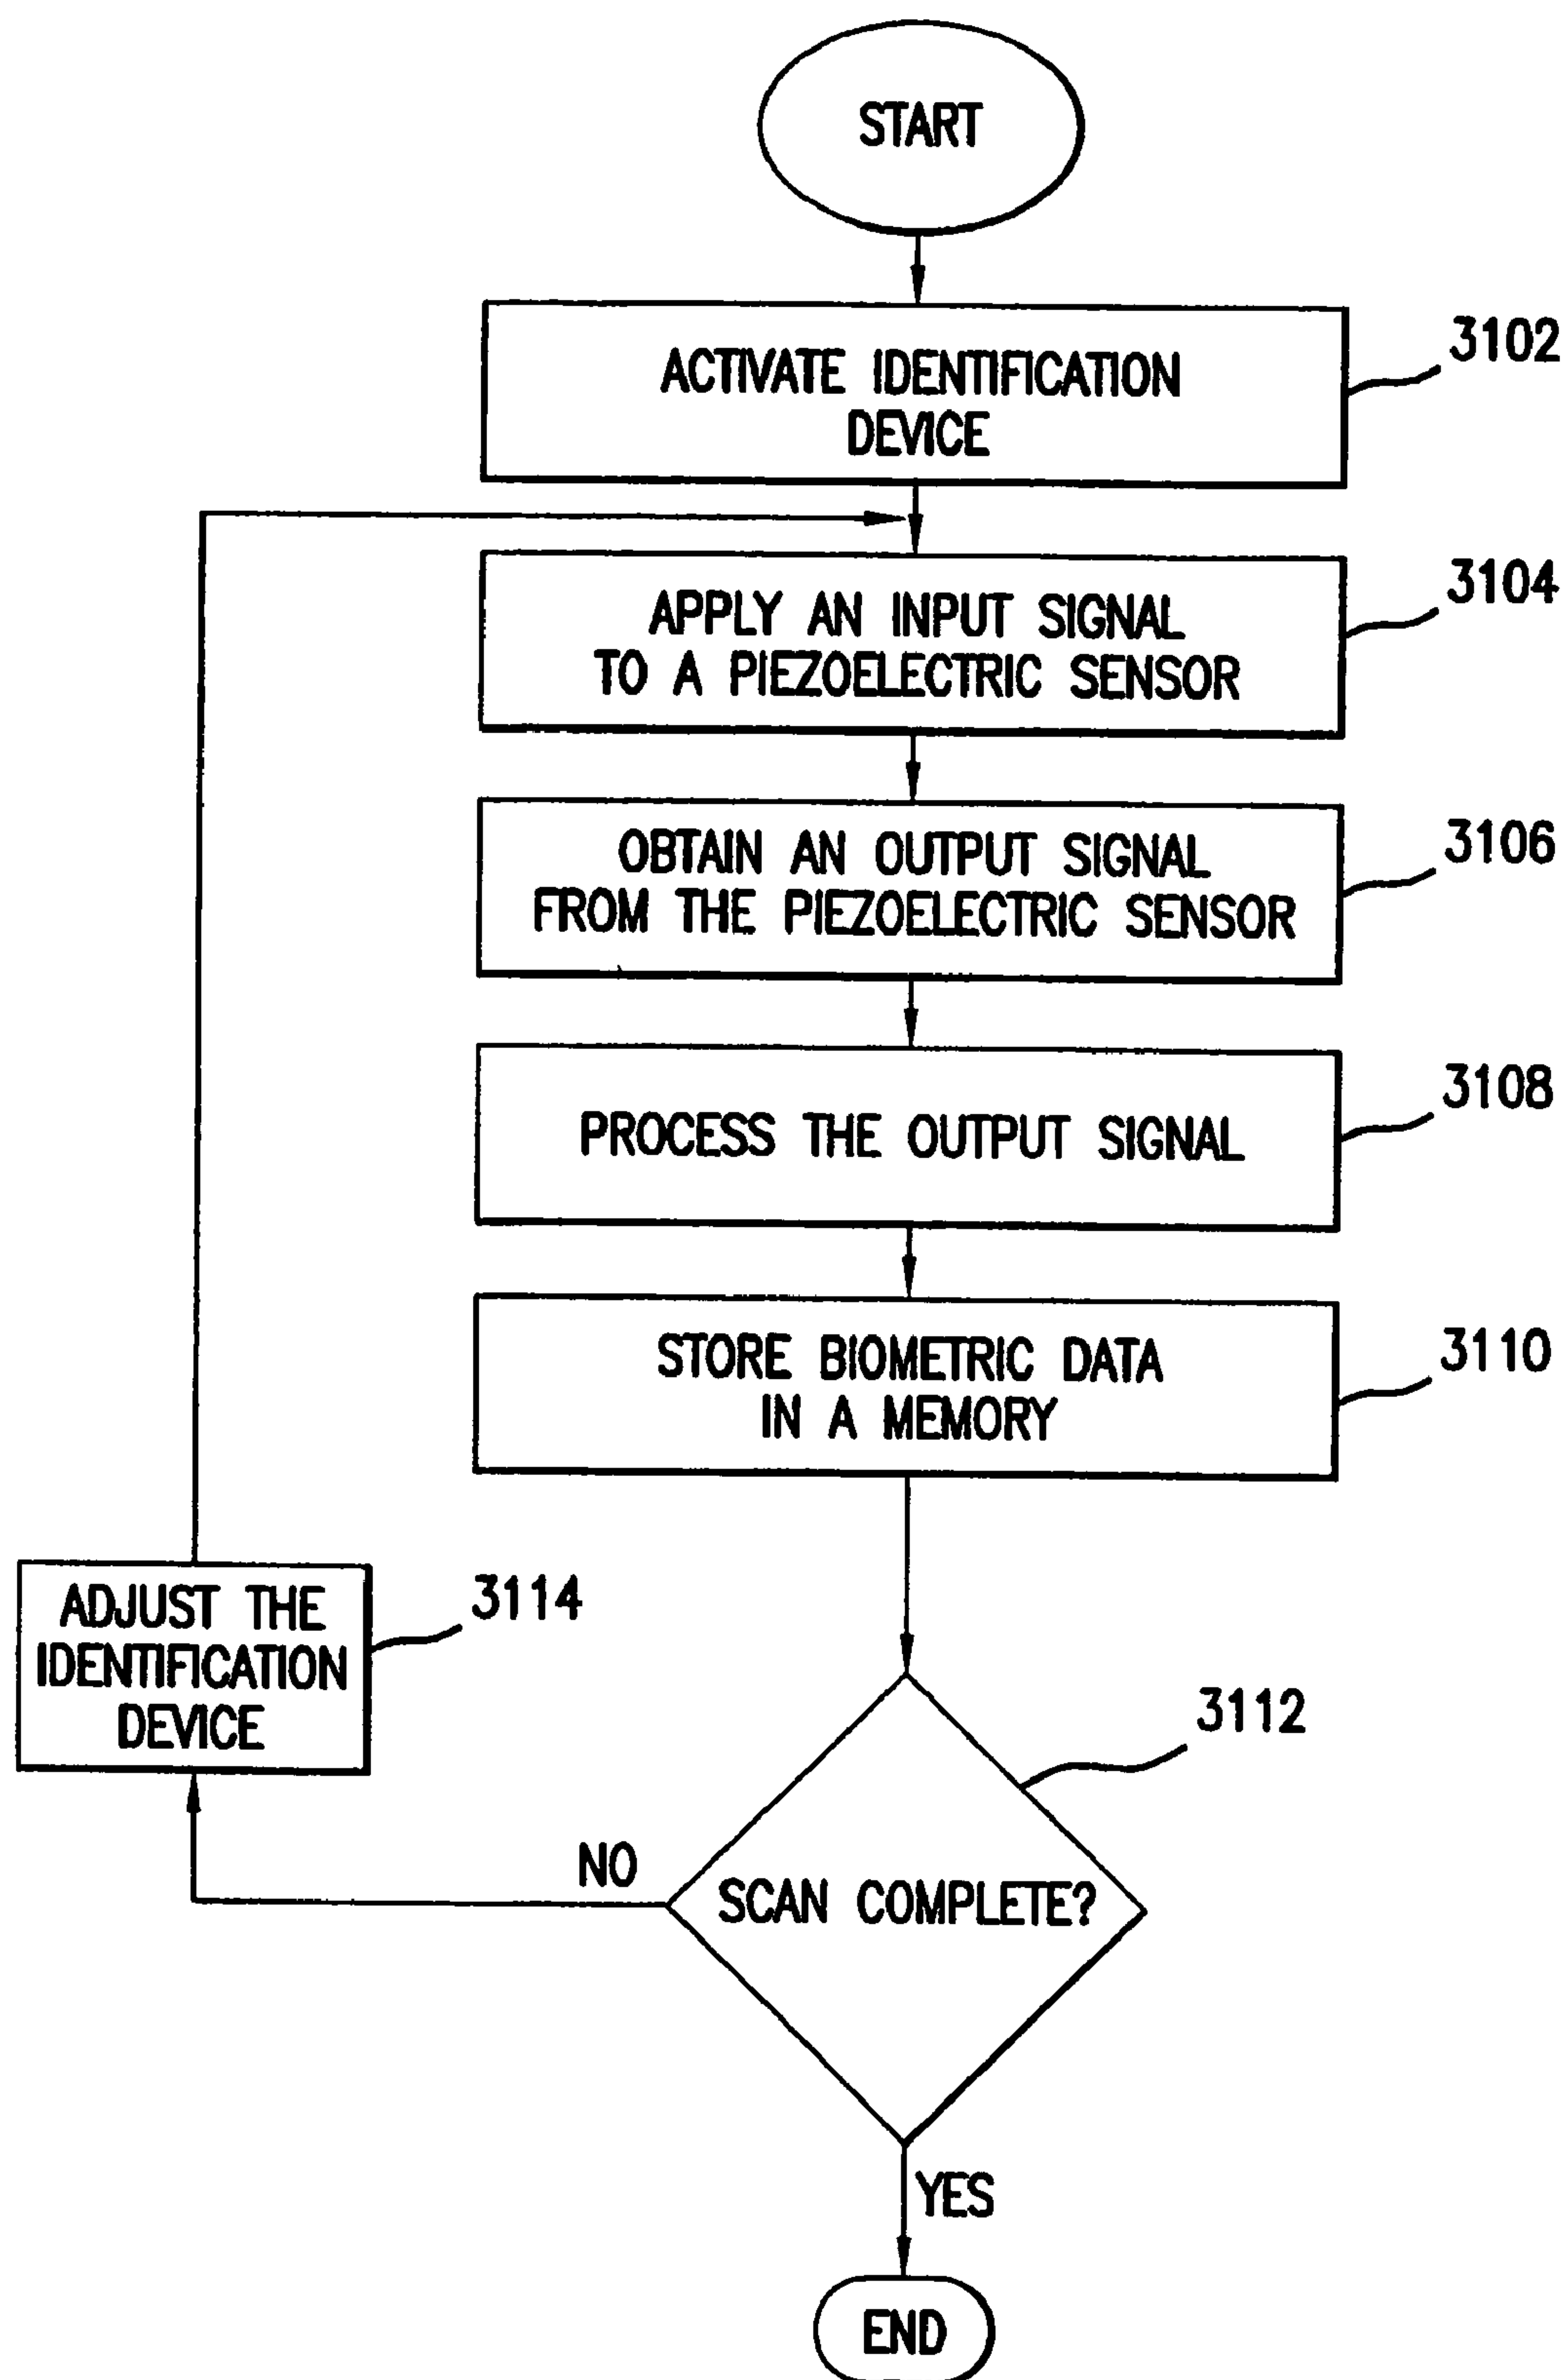 START
ACTIVATE IDENTIFICATION
DEVICE
3102
APPLY AN INPUT SIGNAL
TO A PIEZOELECTRIC SENSOR
3104
OBTAIN AN OUTPUT SIGNAL
FROM THE PIEZOELECTRIC SENSOR
3106
PROCESS THE OUTPUT SIGNAL
3108
STORE BIOMETRIC DATA
IN A MEMORY
3110
ADJUST THE
IDENTIFICATION
DEVICE
3114
3112
NO
SCAN COMPLETE?
YES
END